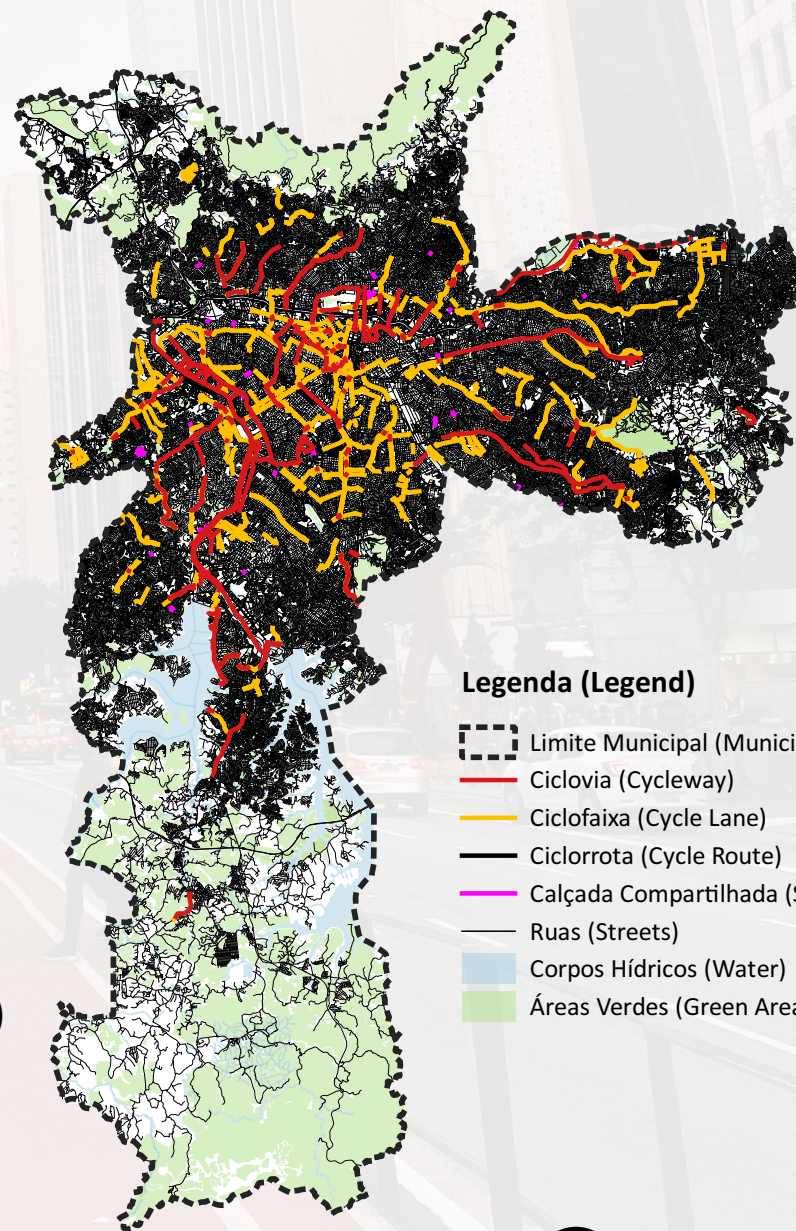 Legenda (Legend)
Limite Municipal (Munici
Ciclovia (Cycleway)
Ciclofaixa (Cycle Lane)
Ciclorrota (Cycle Route)
Calçada Compartilhada (S
Ruas (Streets)
Corpos Hídricos (Water)
Áreas Verdes (Green Area